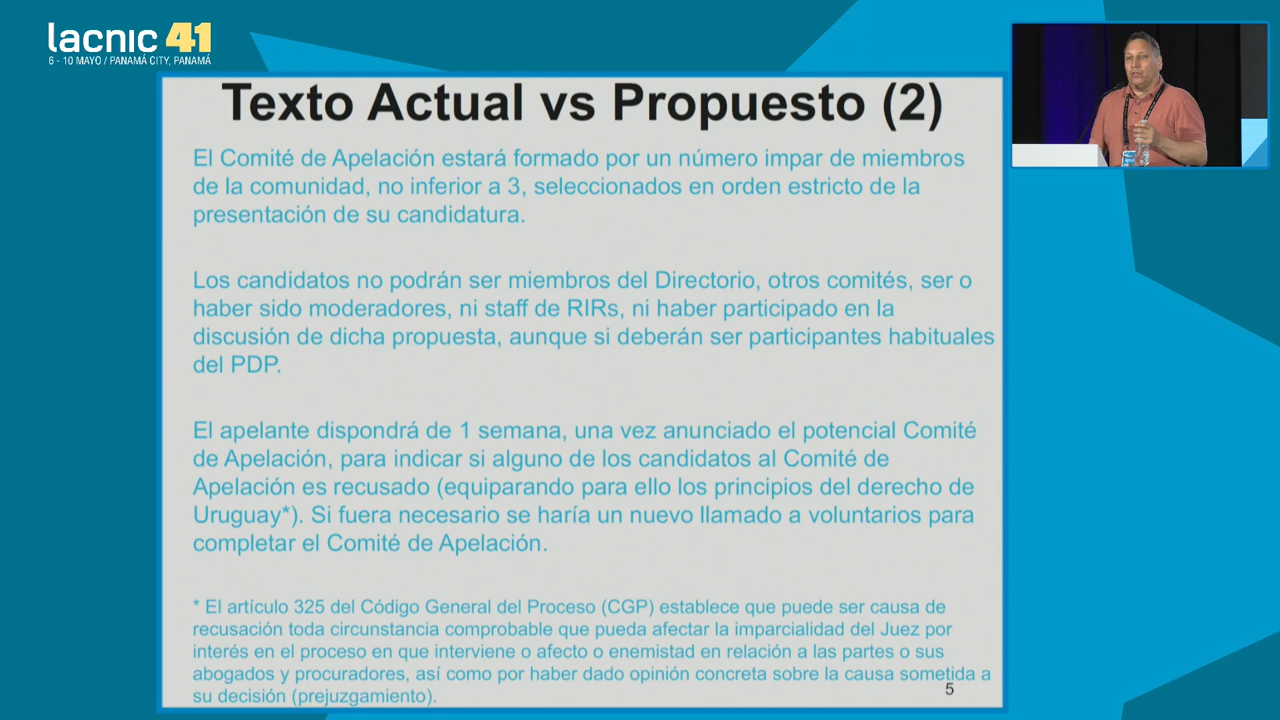 lacnic 41
6 - 10 MAYO / PANAMÁ CITY, PANAMÁ
Texto Actual vs Propuesto (2)
El Comité de Apelación estará formado por un número impar de miembros
de la comunidad, no inferior a 3, seleccionados en orden estricto de la
presentación de su candidatura.
Los candidatos no podrán ser miembros del Directorio, otros comités, ser o
haber sido moderadores, ni staff de RIRs, ni haber participado en la
discusión de dicha propuesta, aunque si deberán ser participantes habituales
del PDP.
El apelante dispondrá de 1 semana, una vez anunciado el potencial Comité
de Apelación, para indicar si alguno de los candidatos al Comité de
Apelación es recusado (equiparando para ello los principios del derecho de
Uruguay*). Si fuera necesario se haría un nuevo llamado a voluntarios para
completar el Comité de Apelación.
* El artículo 325 del Código General del Proceso (CGP) establece que puede ser causa de
recusación toda circunstancia comprobable que pueda afectar la imparcialidad del Juez por
interés en el proceso en que interviene o afecto o enemistad en relación a las partes o sus
abogados y procuradores, así como por haber dado opinión concreta sobre la causa sometida a
su decisión (prejuzgamiento).
5